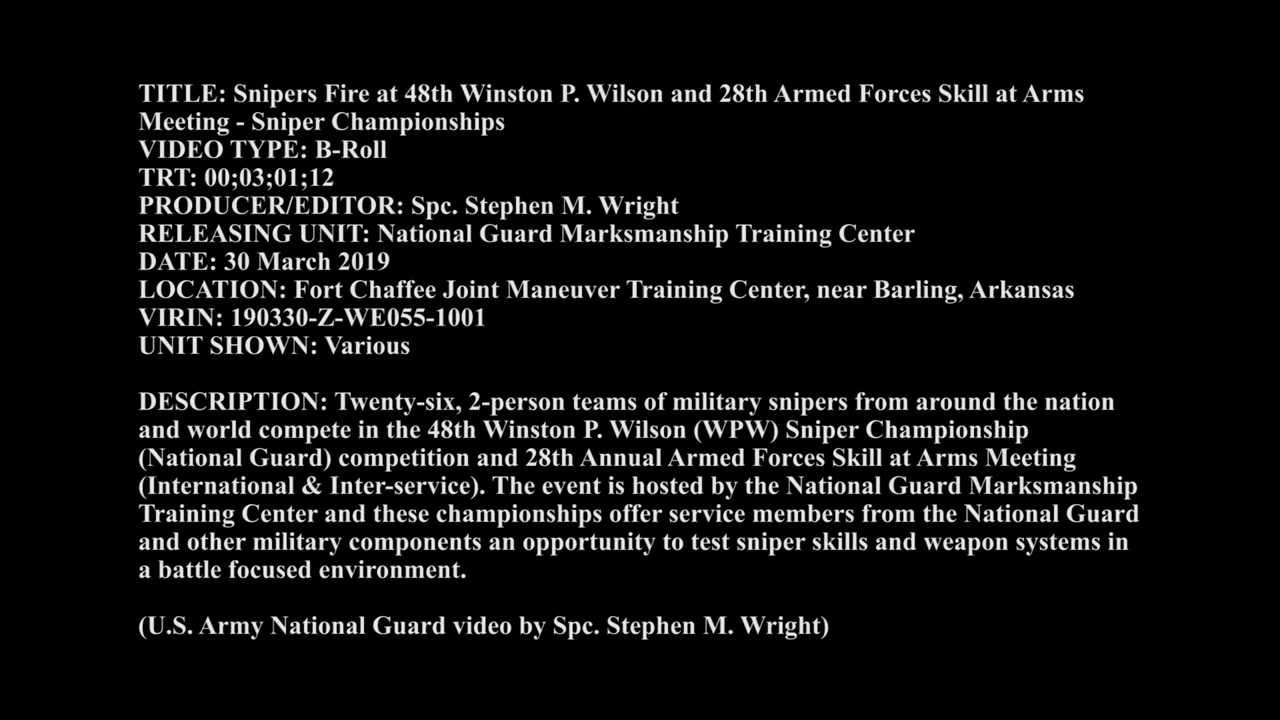 TITLE: Snipers Fire at 48th Winston P. Wilson and 28th Armed Forces Skill at Arms
Meeting - Sniper Championships
VIDEO TYPE: B-Roll
TRT: 00;03;01;12
PRODUCER/EDITOR: Spc. Stephen M. Wright
RELEASING UNIT: National Guard Marksmanship Training Center
DATE: 30 March 2019
LOCATION: Fort Chaffee Joint Maneuver Training Center, near Barling, Arkansas
VIRIN: 190330-Z-WE055-1001
UNIT SHOWN: Various
DESCRIPTION: Twenty-six, 2-person teams of military snipers from around the nation
and world compete in the 48th Winston P. Wilson (WPW) Sniper Championship
(National Guard) competition and 28th Annual Armed Forces Skill at Arms Meeting
(International & Inter-service). The event is hosted by the National Guard Marksmanship
Training Center and these championships offer service members from the National Guard
and other military components an opportunity to test sniper skills and weapon systems in
a battle focused environment.
(U.S. Army National Guard video by Spc. Stephen M. Wright)